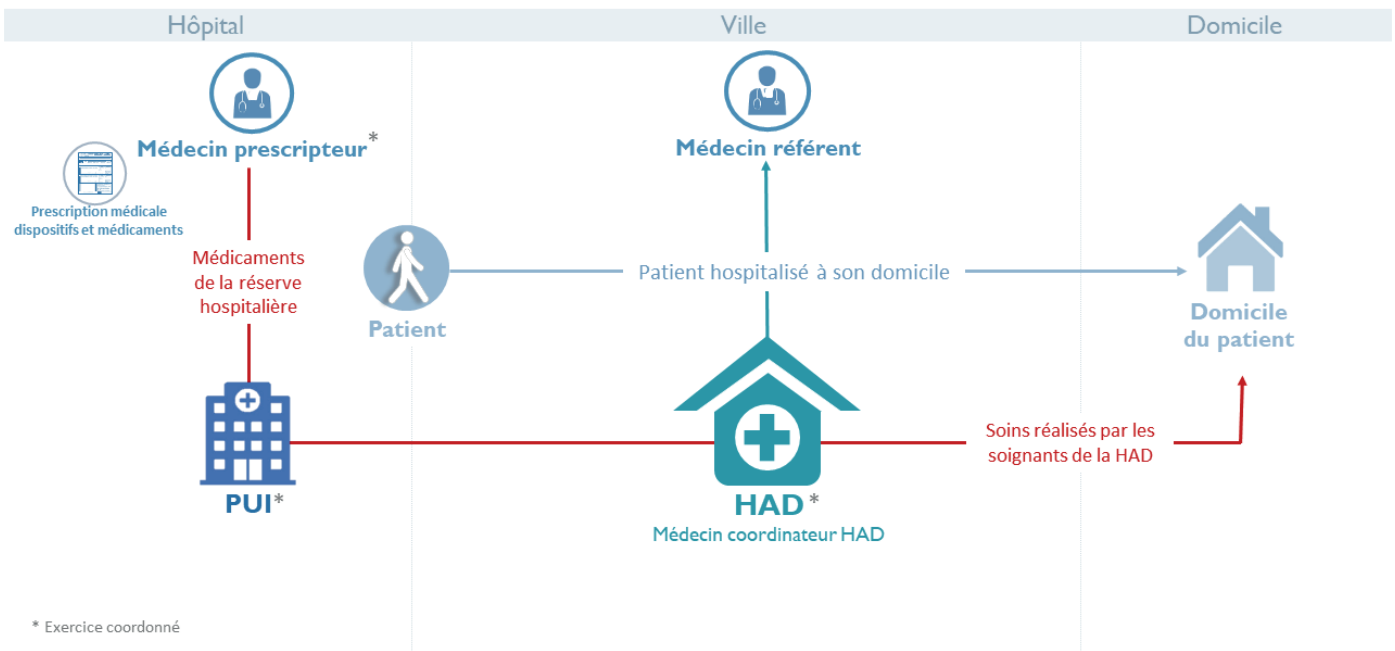 Hôpital
Ville
Domicile
Médecin prescripteur*
Médecin référent
Prescription médicale
dispositifs et médicaments
Médicaments
de la réserve
hospitalière
Patient
Patient hospitalisé à son domicile
Domicile
du patient
Soins réalisés par les
soignants de la HAD
PUI*
HAD*
Médecin coordinateur HAD
* Exercice coordonné